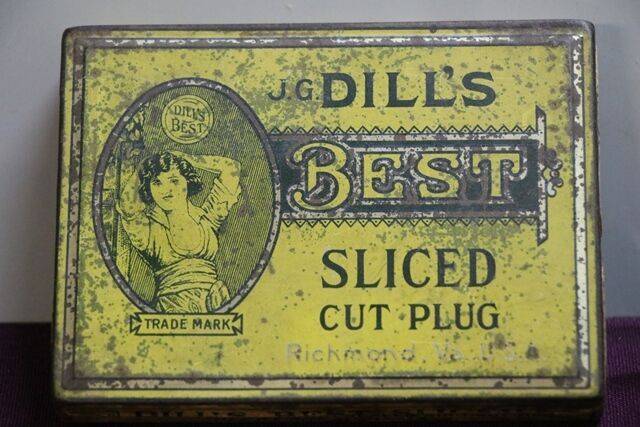 J.G. DILL'S
BEST
SLICED
CUT PLUG
Richmond, Va. U.S.A.
DILL'S
BEST
TRADE MARK